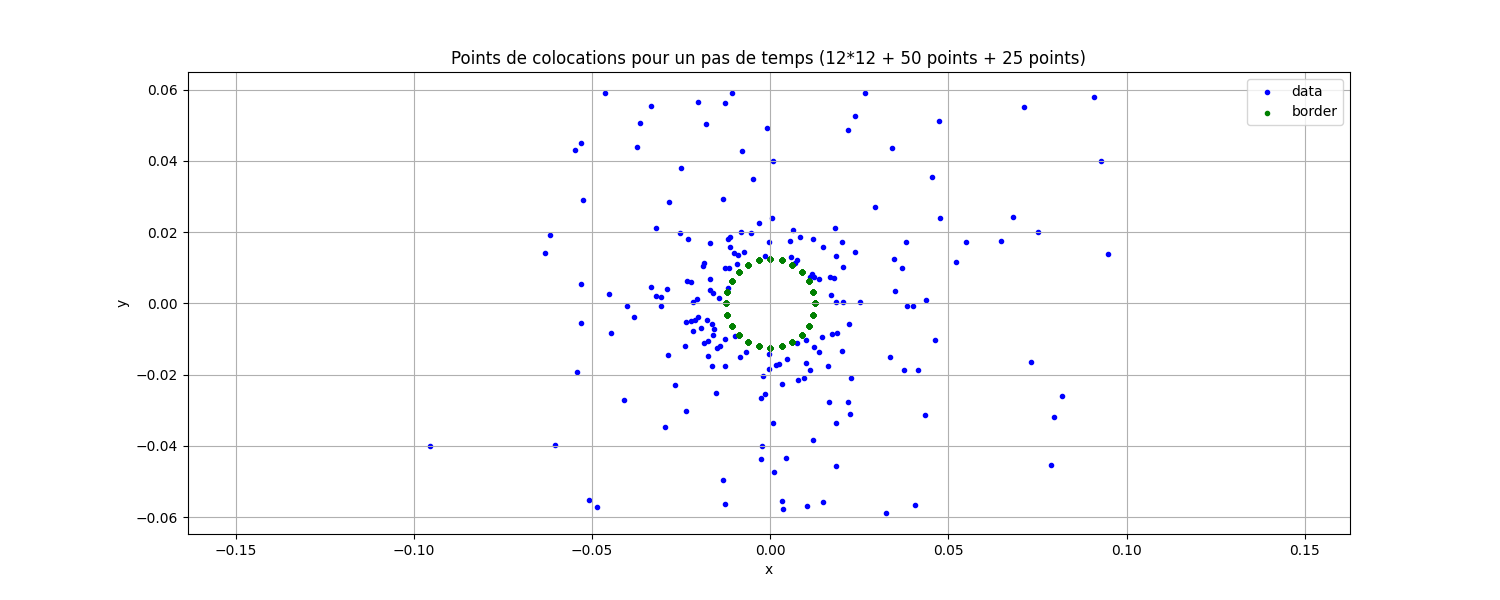 Points de colocations pour un pas de temps (12*12 + 50 points + 25 points)
data
border
0.06
0.04
0.02
0.00
−0.02
−0.04
−0.06
y
−0.15
−0.10
−0.05
0.00
0.05
0.10
0.15
x